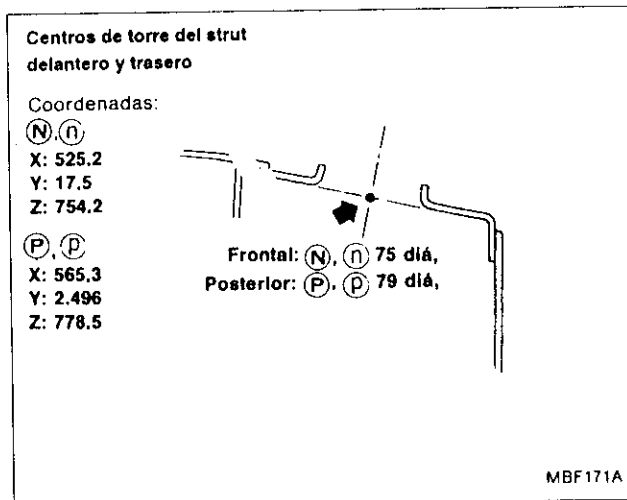 Centros de torre del strut
delantero y trasero
Coordenadas:
Ⓝ, ⓝ
X: 525.2
Y: 17.5
Z: 754.2
Ⓟ, ⓟ
X: 565.3
Y: 2.496
Z: 778.5
Frontal: Ⓝ, ⓝ 75 diá,
Posterior: Ⓟ, ⓟ 79 diá,
MBF171A